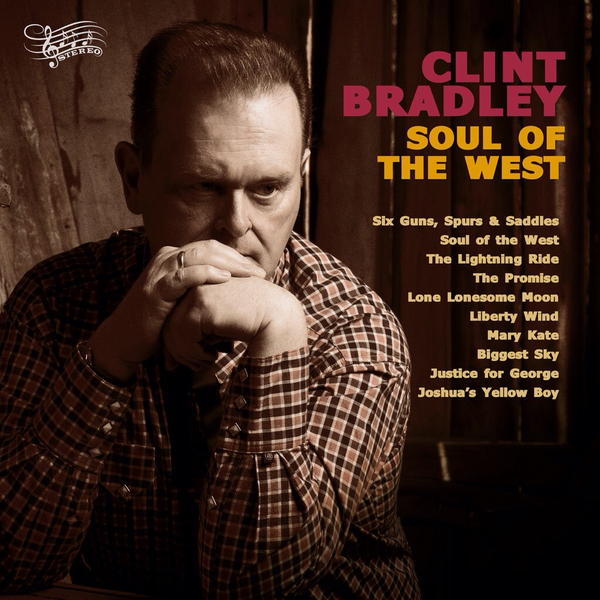 STEREO
CLINT
BRADLEY
SOUL OF
THE WEST
Six Guns, Spurs & Saddles
Soul of the West
The Lightning Ride
The Promise
Lone Lonesome Moon
Liberty Wind
Mary Kate
Biggest Sky
Justice for George
Joshua's Yellow Boy